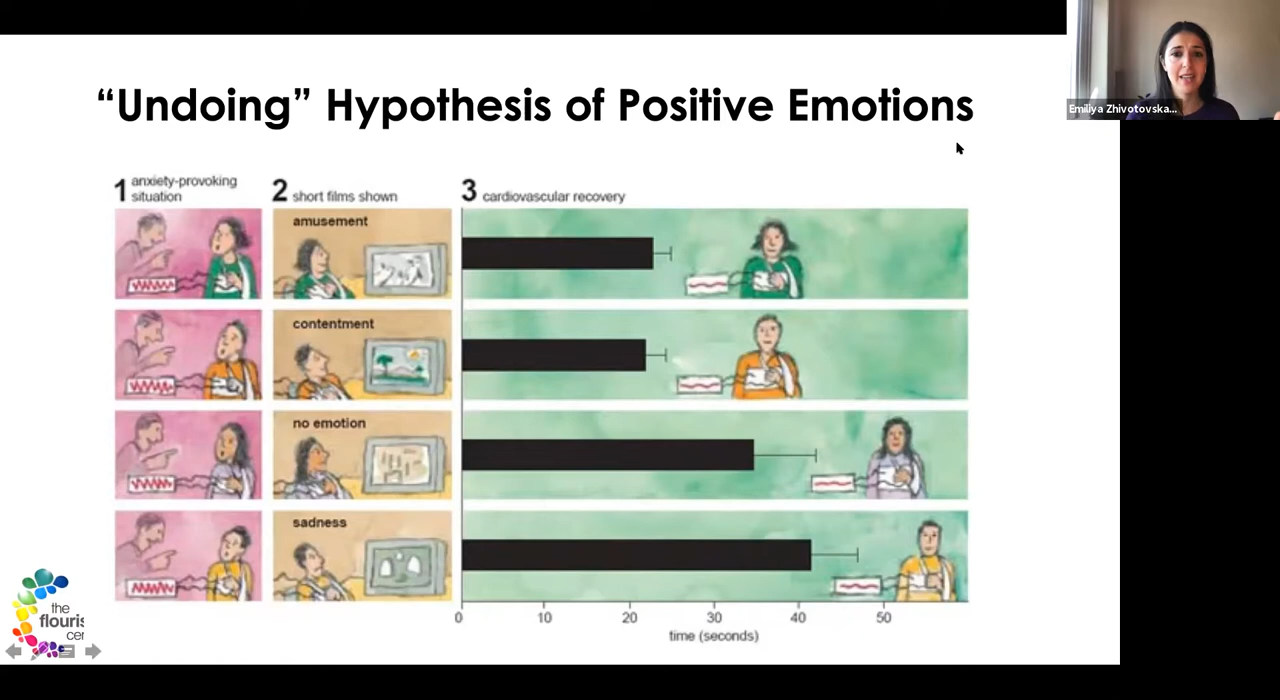 Emiliya Zhivotovska...
“Undoing” Hypothesis of Positive Emotions
1 anxiety-provoking
situation
2 short films shown
3 cardiovascular recovery
amusement
contentment
no emotion
sadness
0 10 20 30 40 50
time (seconds)
the
flouris
cer